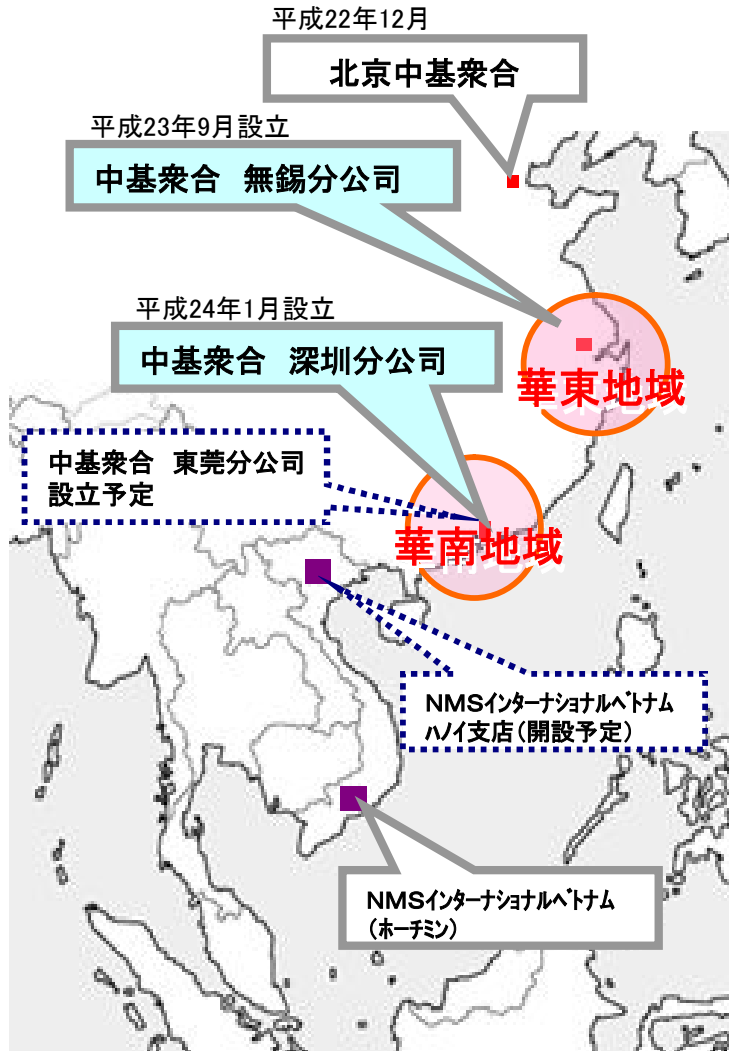 平成22年12月
北京中基衆合
平成23年9月設立
中基衆合　無錫分公司
平成24年1月設立
中基衆合　深圳分公司
華東地域
中基衆合　東莞分公司
設立予定
華南地域
NMSインターナショナルベトナム
ハノイ支店(開設予定)
NMSインターナショナルベトナム
(ホーチミン)